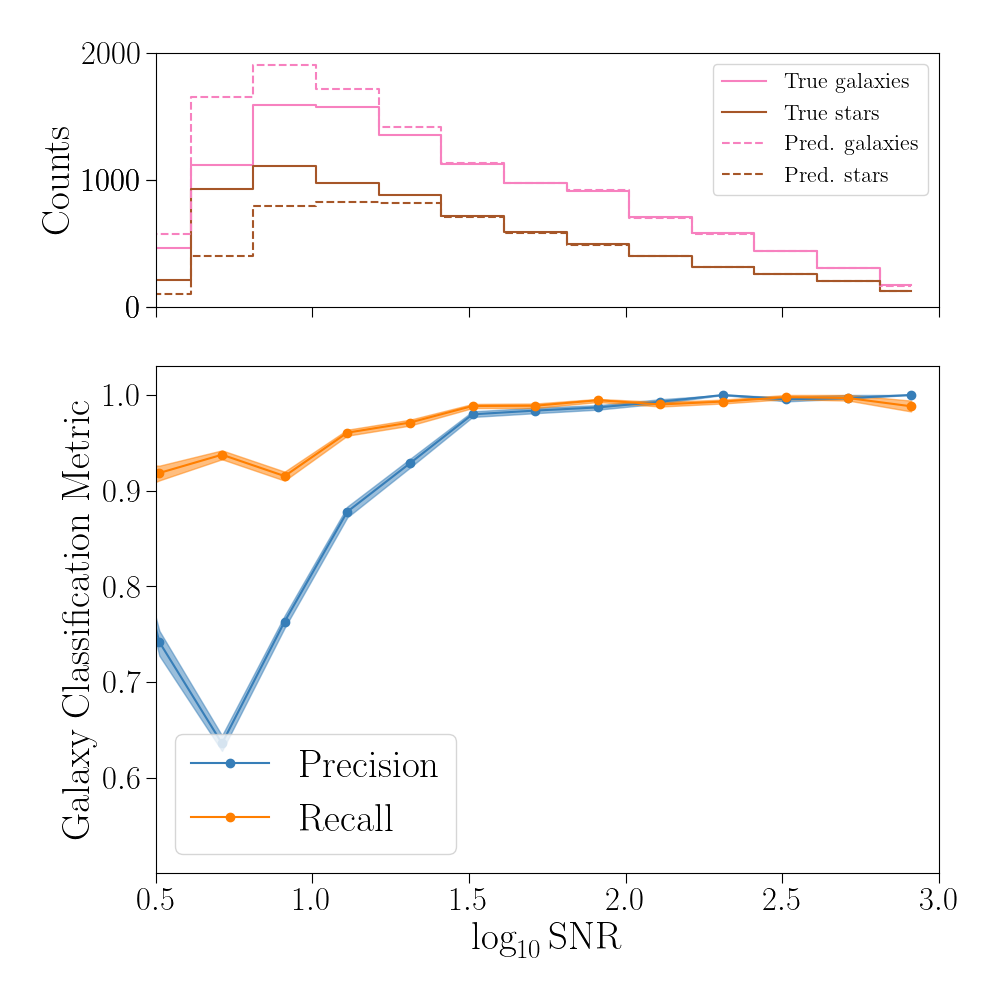 2000
1000
0
Counts
True galaxies
True stars
Pred. galaxies
Pred. stars
1.0
0.9
0.8
0.7
0.6
Galaxy Classification Metric
Precision
Recall
0.5 1.0 1.5 2.0 2.5 3.0
log₁₀ SNR